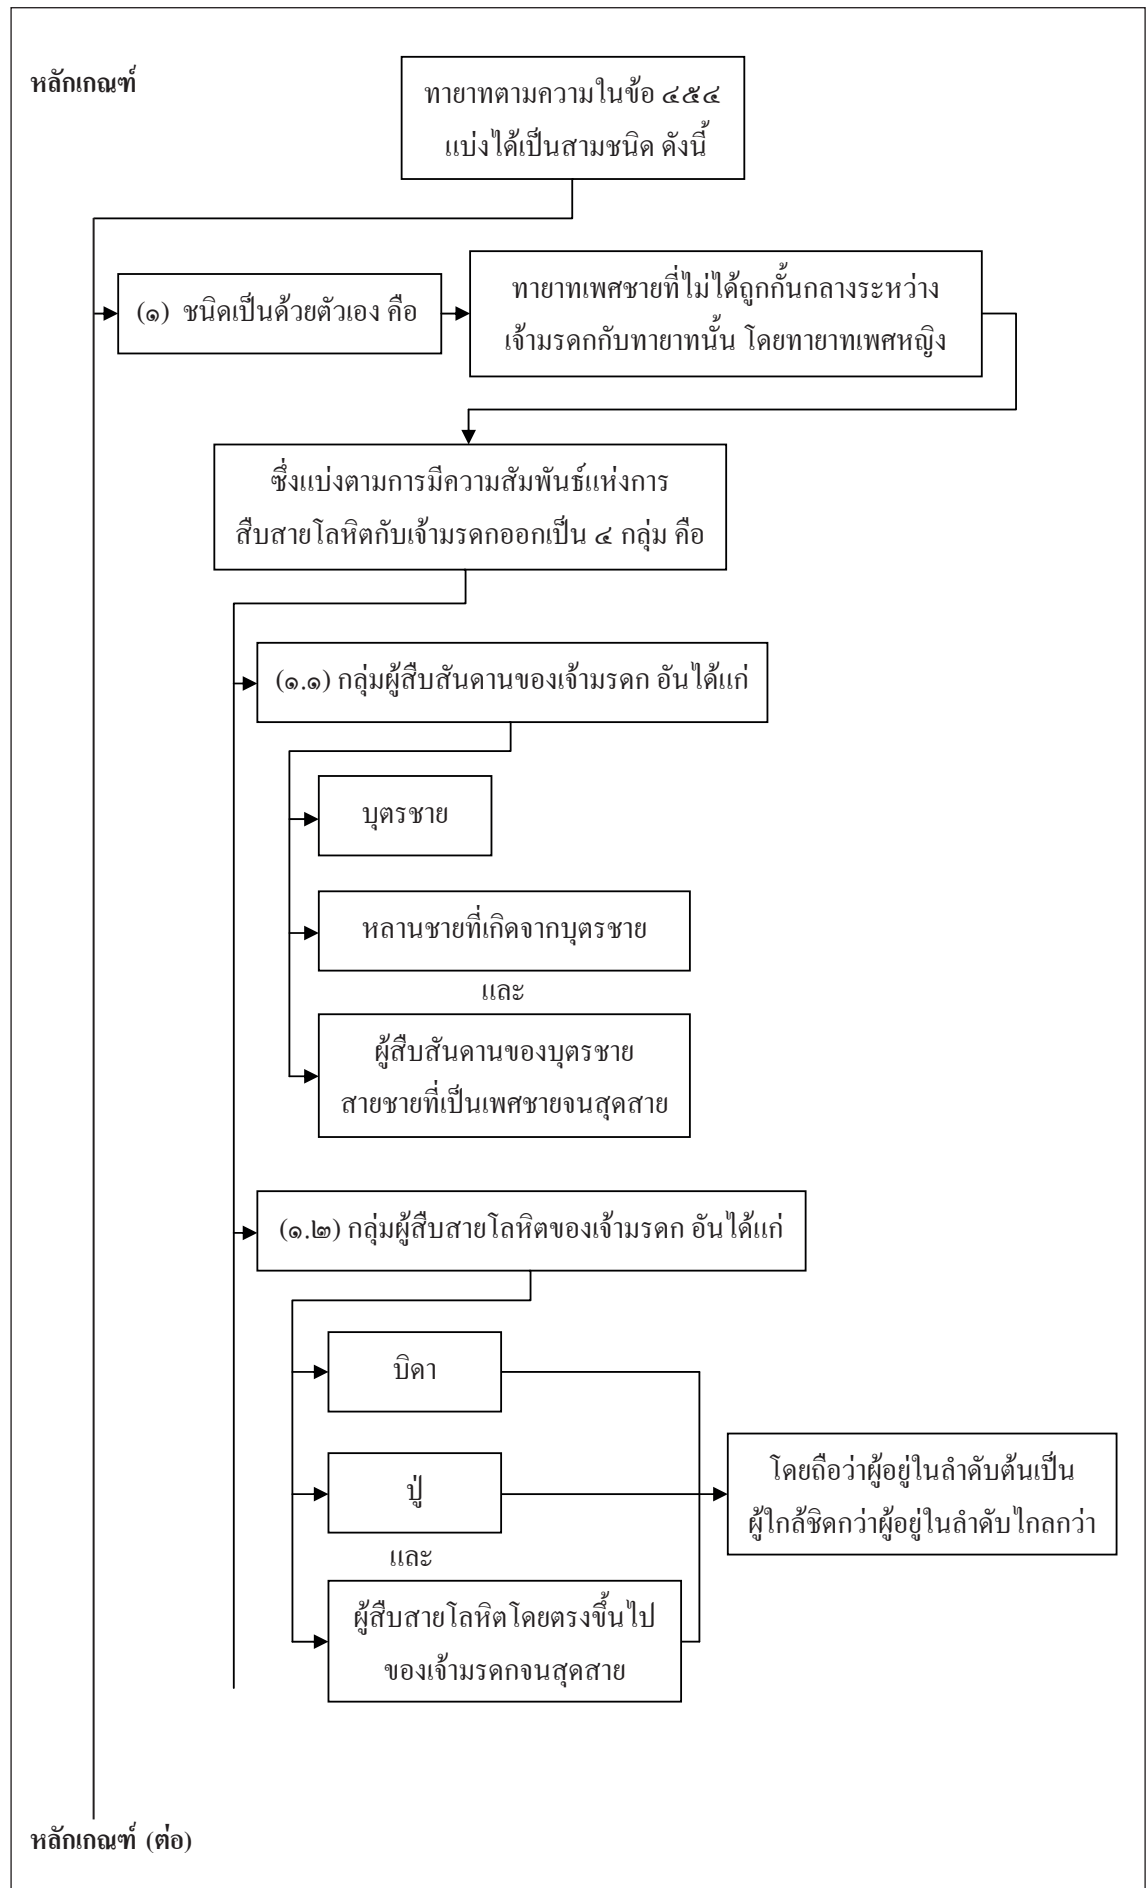 หลักเกณฑ์
ทายาทตามความในข้อ ๔๕๔
แบ่งได้เป็นสามชนิด ดังนี้
(๑) ชนิดเป็นด้วยตัวเอง คือ
ทายาทเพศชายที่ไม่ได้ถูกกั้นกลางระหว่าง
เจ้ามรดกกับทายาทนั้น โดยทายาทเพศหญิง
ซึ่งแบ่งตามการมีความสัมพันธ์แห่งการ
สืบสายโลหิตกับเจ้ามรดกออกเป็น ๔ กลุ่ม คือ
(๑.๑) กลุ่มผู้สืบสันดานของเจ้ามรดก อันได้แก่
บุตรชาย
หลานชายที่เกิดจากบุตรชาย
และ
ผู้สืบสันดานของบุตรชาย
สายชายที่เป็นเพศชายจนสุดสาย
(๑.๒) กลุ่มผู้สืบสายโลหิตของเจ้ามรดก อันได้แก่
บิดา
ปู่
และ
ผู้สืบสายโลหิตโดยตรงขึ้นไป
ของเจ้ามรดกจนสุดสาย
โดยถือว่าผู้อยู่ในลำดับต้นเป็น
ผู้ใกล้ชิดกว่าผู้อยู่ในลำดับไกลกว่า
หลักเกณฑ์ (ต่อ)